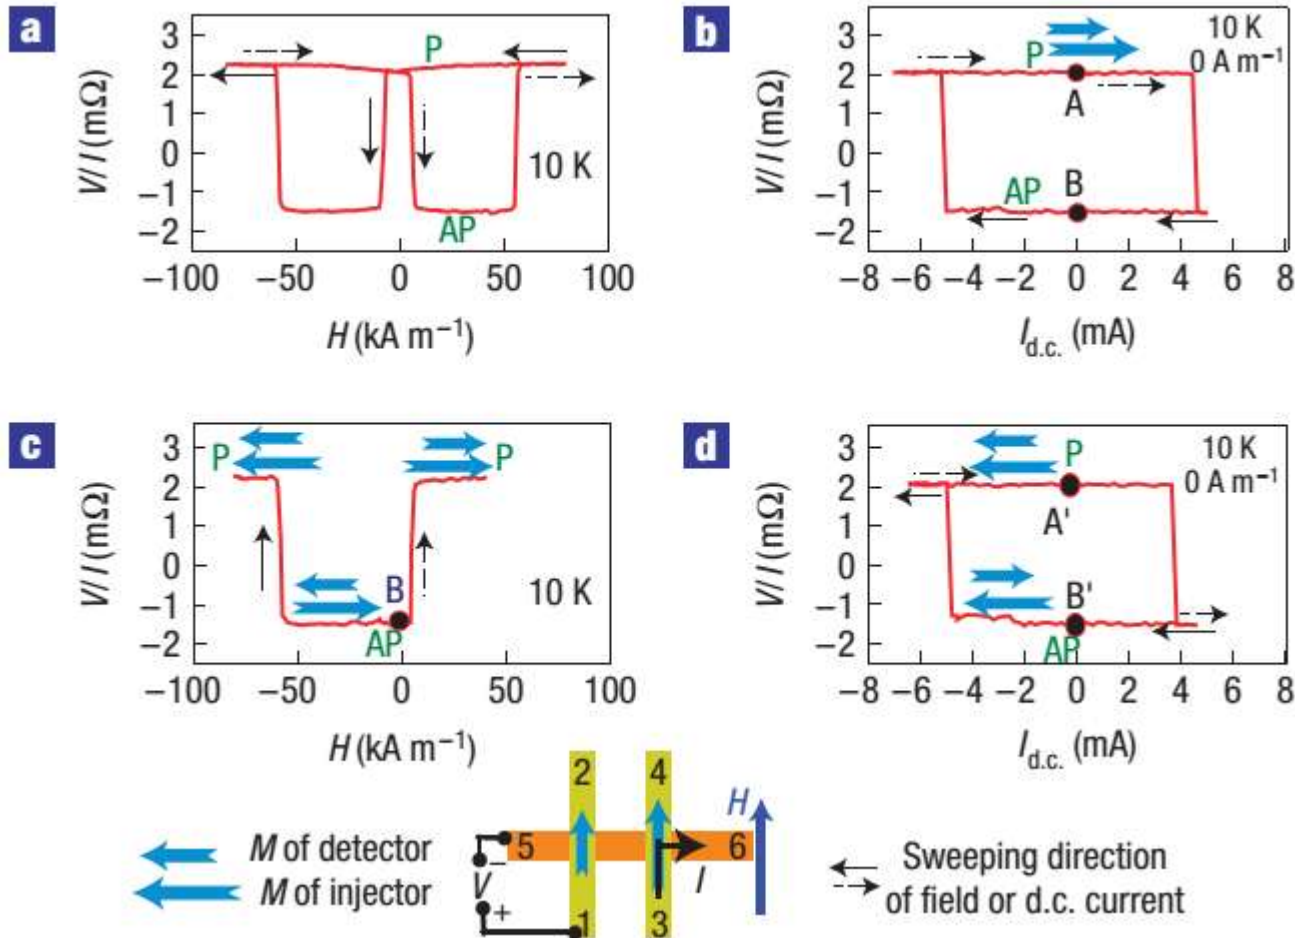 a
V/I (mΩ)
3
2
1
0
−1
−2
P
AP
10 K
−100 −50 0 50 100
H (kA m−1)
b
V/I (mΩ)
3
2
1
0
−1
−2
P
A
AP
B
10 K
0 A m−1
−8 −6 −4 −2 0 2 4 6 8
Id.c. (mA)
c
V/I (mΩ)
3
2
1
0
−1
−2
P
P
B
AP
10 K
−100 −50 0 50 100
H (kA m−1)
d
V/I (mΩ)
3
2
1
0
−1
−2
P
A'
B'
AP
10 K
0 A m−1
−8 −6 −4 −2 0 2 4 6 8
Id.c. (mA)
M of detector
M of injector
2 4
H
5 6
−
V
I
+
1 3
Sweeping direction
of field or d.c. current